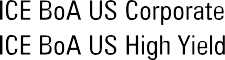 ICE BoA US Corporate
ICE BoA US High Yield